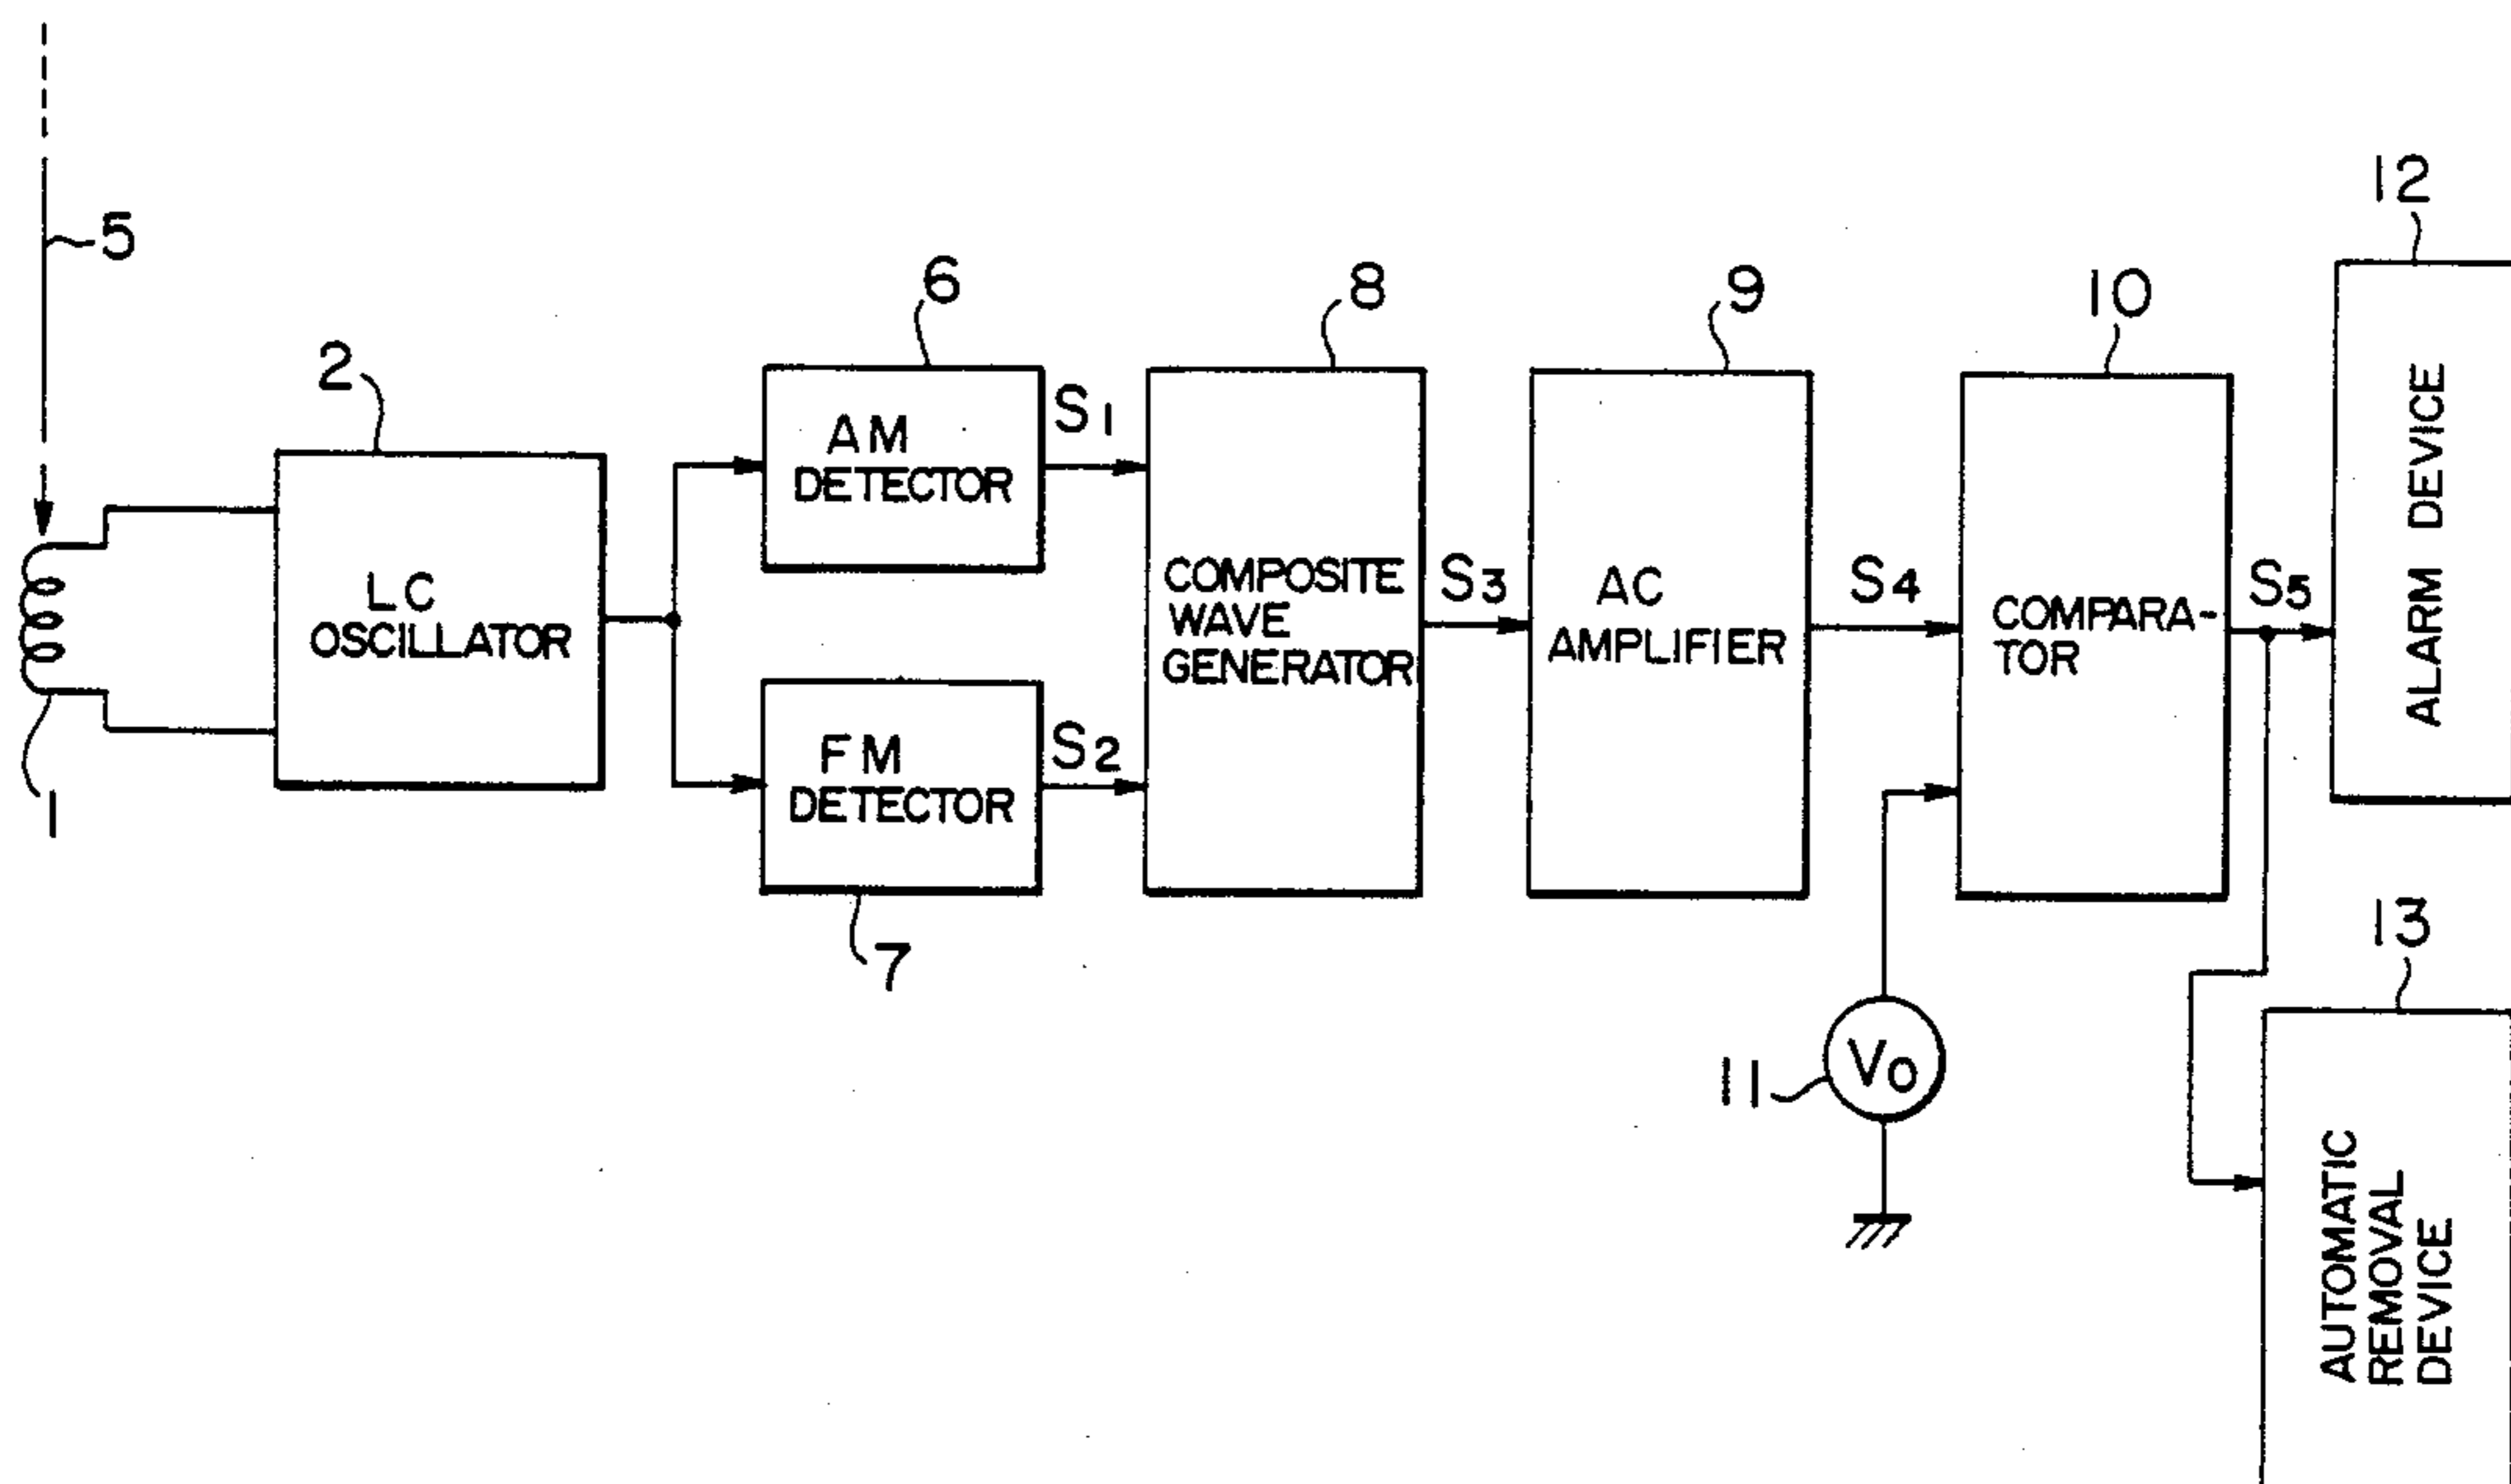 5
12
6
8
9
10
2
AM
DETECTOR
S1
LC
OSCILLATOR
COMPOSITE
WAVE
GENERATOR
S3
AC
AMPLIFIER
S4
COMPARA-
TOR
S5
ALARM DEVICE
FM
DETECTOR
S2
1
7
13
11
Vo
AUTOMATIC
REMOVAL
DEVICE